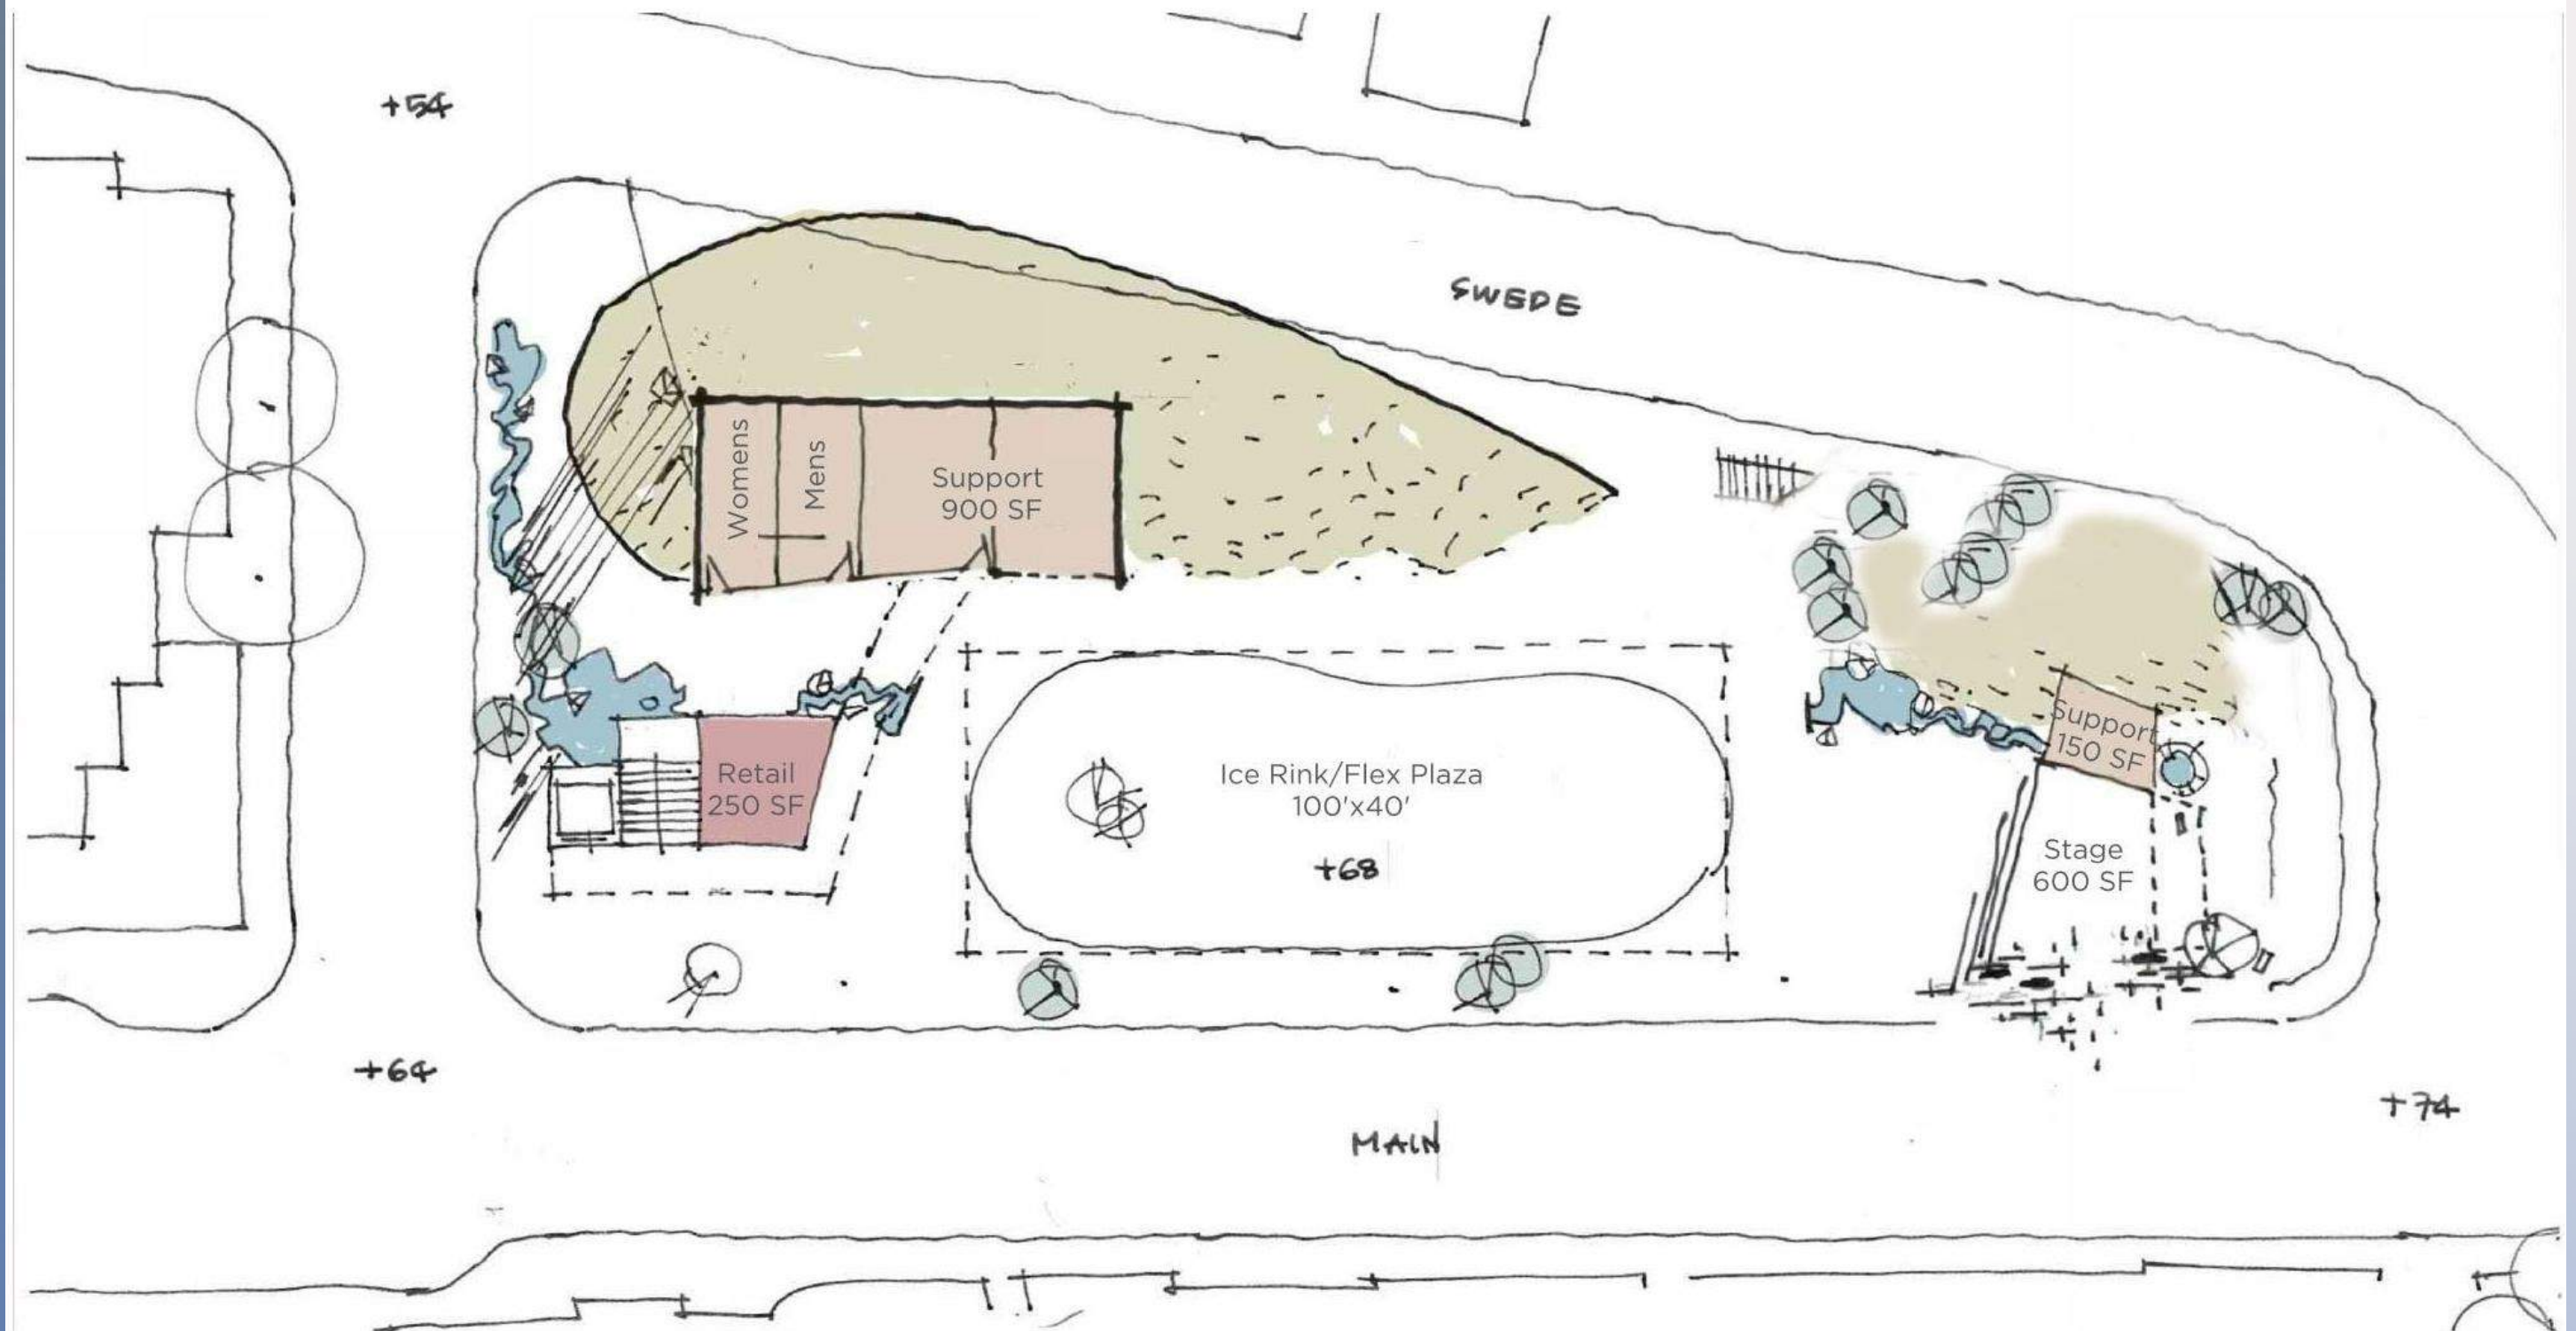 +54
SWEDE
Womens
Mens
Support
900 SF
Support
150 SF
Retail
250 SF
Ice Rink/Flex Plaza
100'x40'
+68
Stage
600 SF
+64
+74
MAIN